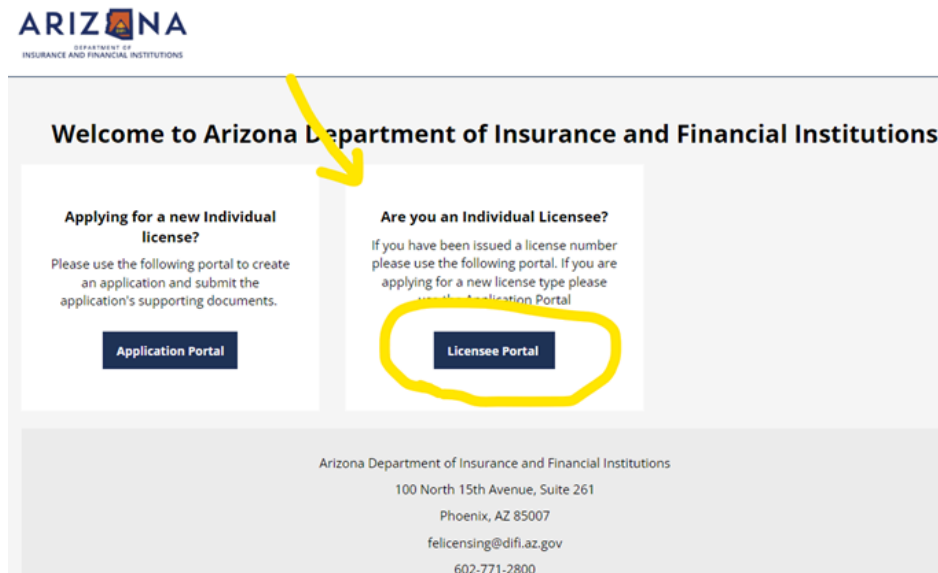 ARIZ NA
DEPARTMENT OF
INSURANCE AND FINANCIAL INSTITUTIONS
Welcome to Arizona Department of Insurance and Financial Institutions
Applying for a new Individual
license?
Please use the following portal to create
an application and submit the
application's supporting documents.
Application Portal
Are you an Individual Licensee?
If you have been issued a license number
please use the following portal. If you are
applying for a new license type please
use the Application Portal
Licensee Portal
Arizona Department of Insurance and Financial Institutions
100 North 15th Avenue, Suite 261
Phoenix, AZ 85007
felicensing@difi.az.gov
602-771-2800